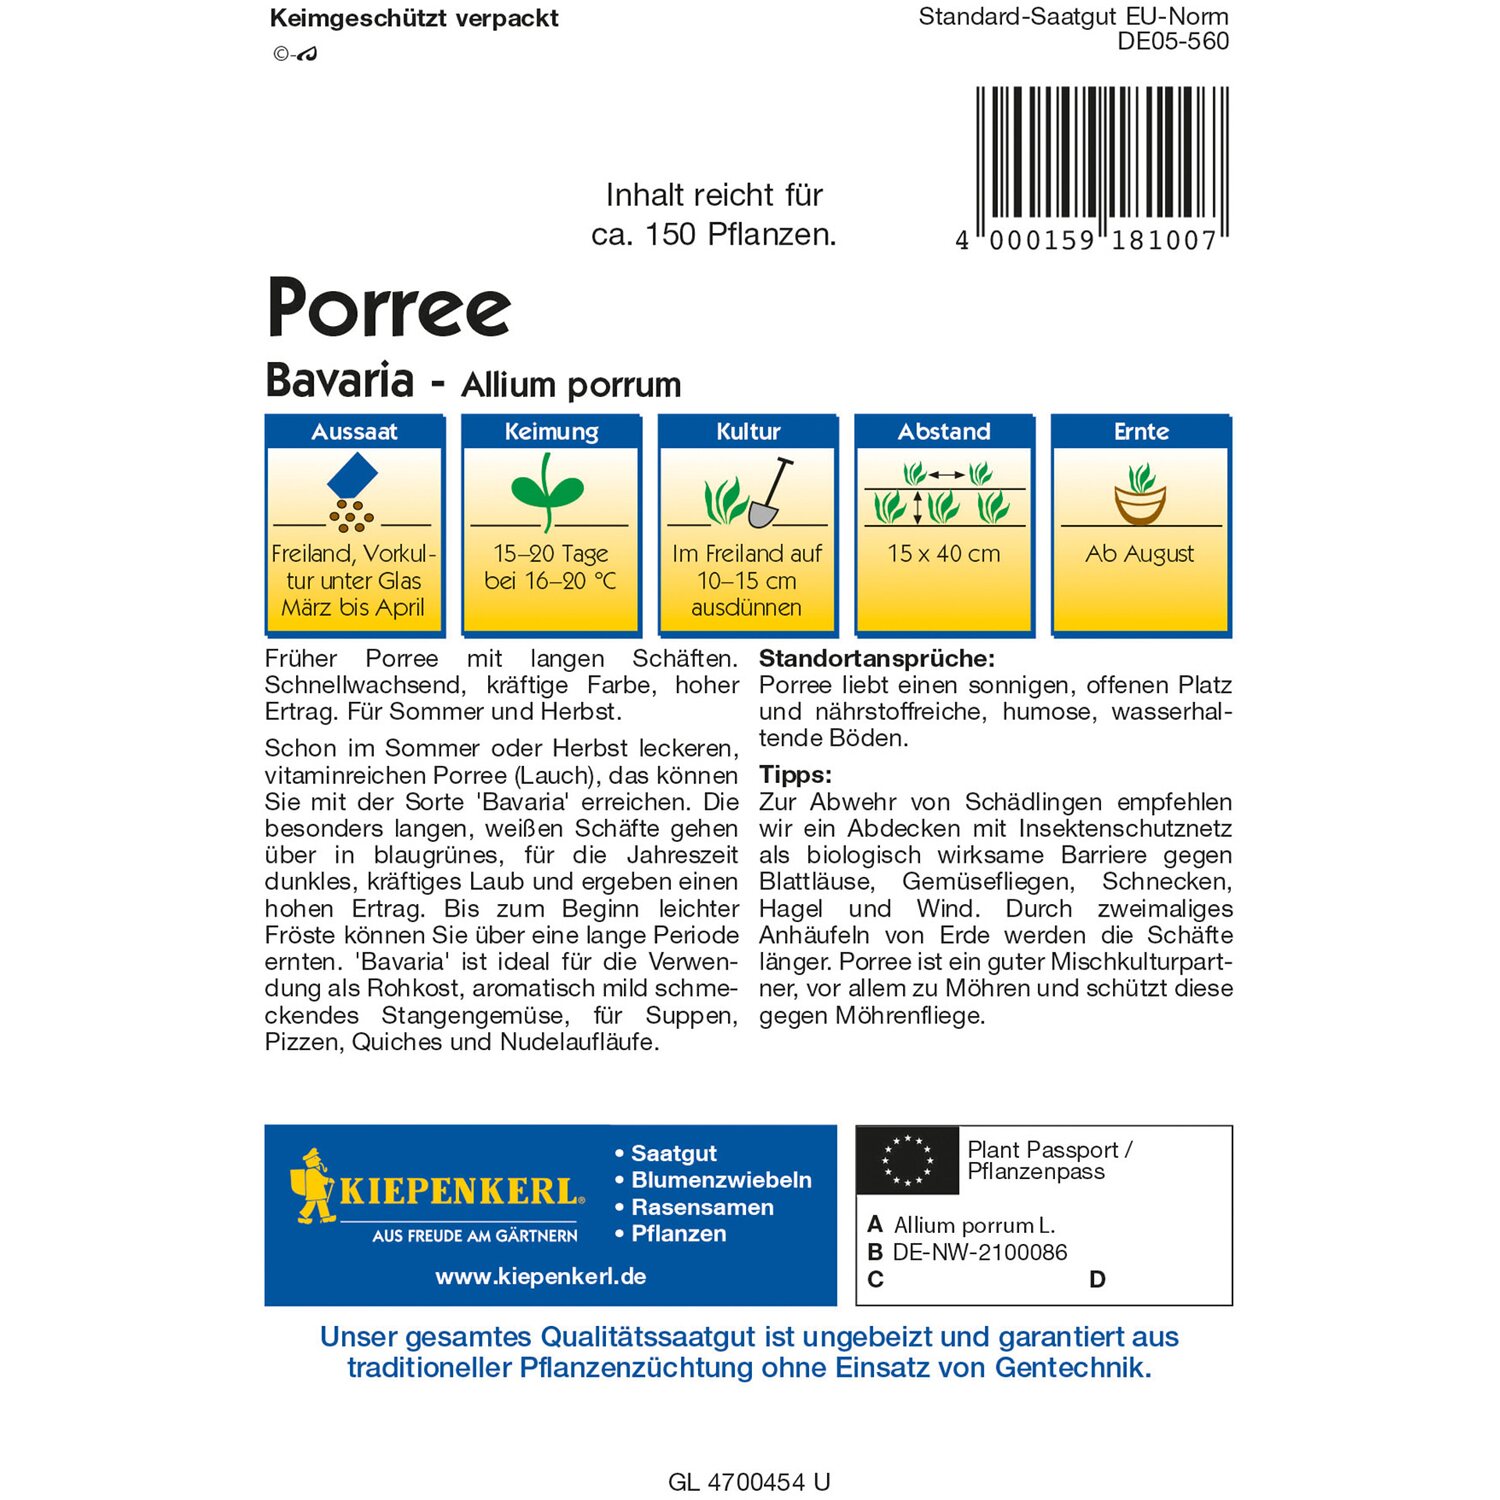 Keimgeschützt verpackt
©-
Standard-Saatgut EU-Norm
DE05-560
4 000159 181007
Inhalt reicht für
ca. 150 Pflanzen.
Porree
Bavaria - Allium porrum
Aussaat
Freiland, Vorkul-
tur unter Glas
März bis April
Keimung
15–20 Tage
bei 16–20 °C
Kultur
Im Freiland auf
10–15 cm
ausdünnen
Abstand
15 x 40 cm
Ernte
Ab August
Früher Porree mit langen Schäften.
Schnellwachsend, kräftige Farbe, hoher
Ertrag. Für Sommer und Herbst.
Schon im Sommer oder Herbst leckeren,
vitaminreichen Porree (Lauch), das können
Sie mit der Sorte 'Bavaria' erreichen. Die
besonders langen, weißen Schäfte gehen
über in blaugrünes, für die Jahreszeit
dunkles, kräftiges Laub und ergeben einen
hohen Ertrag. Bis zum Beginn leichter
Fröste können Sie über eine lange Periode
ernten. 'Bavaria' ist ideal für die Verwen-
dung als Rohkost, aromatisch mild schme-
ckendes Stangengemüse, für Suppen,
Pizzen, Quiches und Nudelaufläufe.
Standortansprüche:
Porree liebt einen sonnigen, offenen Platz
und nährstoffreiche, humose, wasserhal-
tende Böden.
Tipps:
Zur Abwehr von Schädlingen empfehlen
wir ein Abdecken mit Insektenschutznetz
als biologisch wirksame Barriere gegen
Blattläuse, Gemüsefliegen, Schnecken,
Hagel und Wind. Durch zweimaliges
Anhäufeln von Erde werden die Schäfte
länger. Porree ist ein guter Mischkulturpart-
ner, vor allem zu Möhren und schützt diese
gegen Möhrenfliege.
KIEPENKERL®
AUS FREUDE AM GÄRTNERN
• Saatgut
• Blumenzwiebeln
• Rasensamen
• Pflanzen
www.kiepenkerl.de
Plant Passport /
Pflanzenpass
A Allium porrum L.
B DE-NW-2100086
C D
Unser gesamtes Qualitätssaatgut ist ungebeizt und garantiert aus
traditioneller Pflanzenzüchtung ohne Einsatz von Gentechnik.
GL 4700454 U